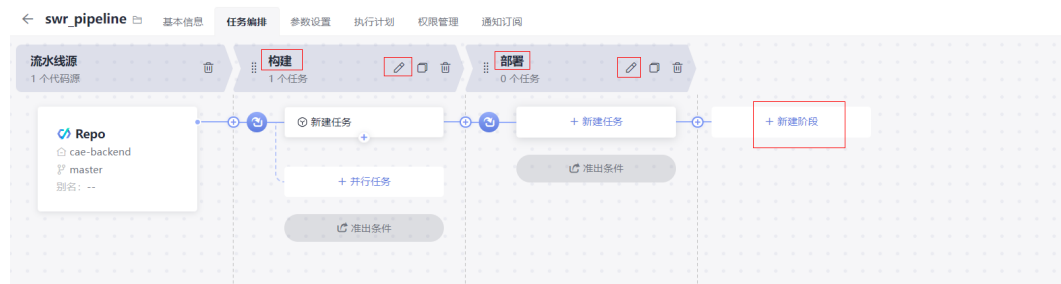 swr_pipeline 基本信息 任务编排 参数设置 执行计划 权限管理 通知订阅
流水线源
1 个代码源
构建
1个任务
部署
0 个任务
Repo
cae-backend
master
别名: --
新建任务
+ 并行任务
准出条件
+ 新建任务
准出条件
+ 新建阶段